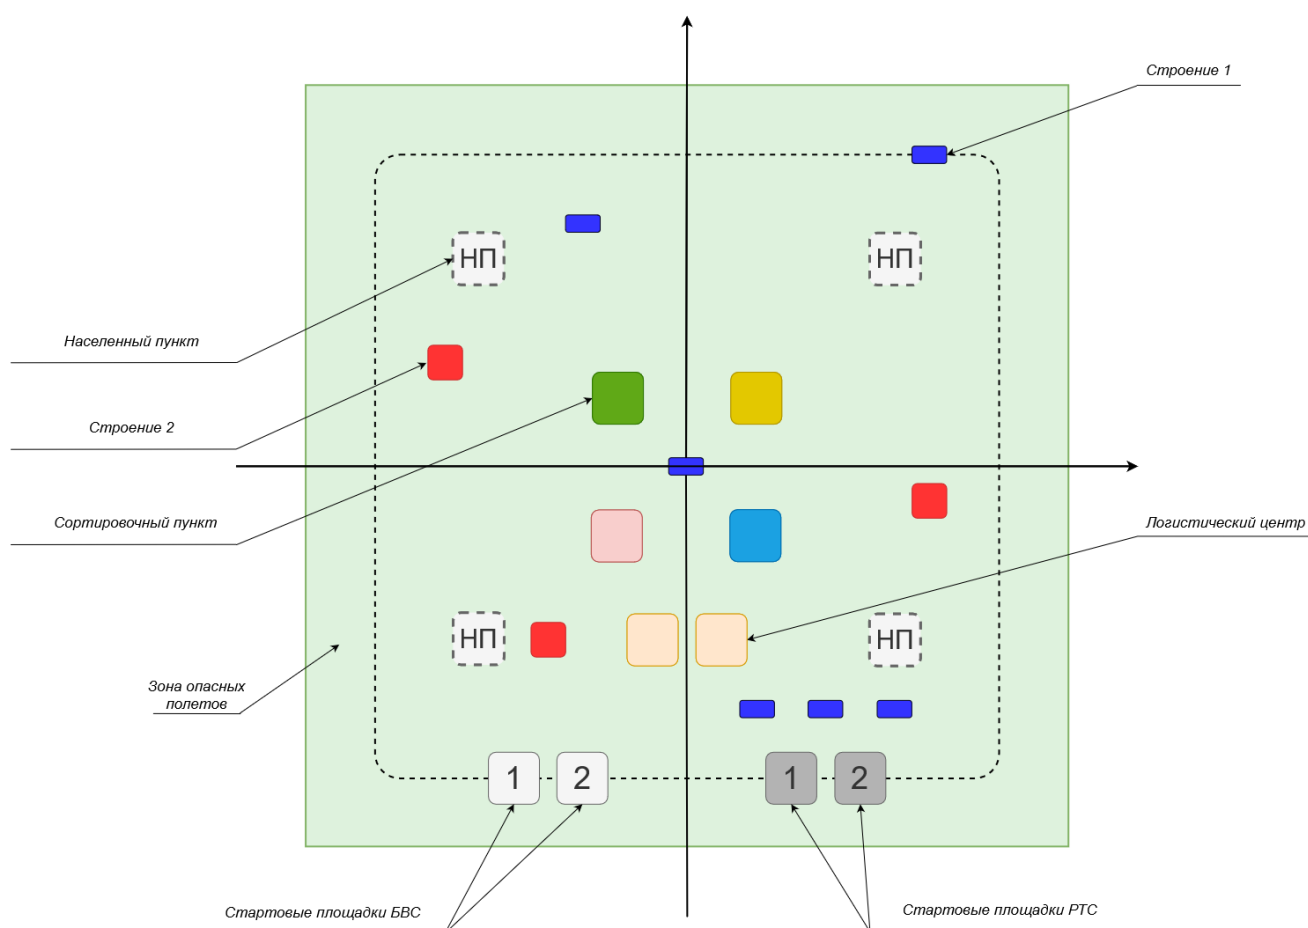 Строение 1
НП
НП
Населенный пункт
Строение 2
Сортировочный пункт
Логистический центр
НП
НП
Зона опасных
полетов
1
2
1
2
Стартовые площадки БВС
Стартовые площадки РТС